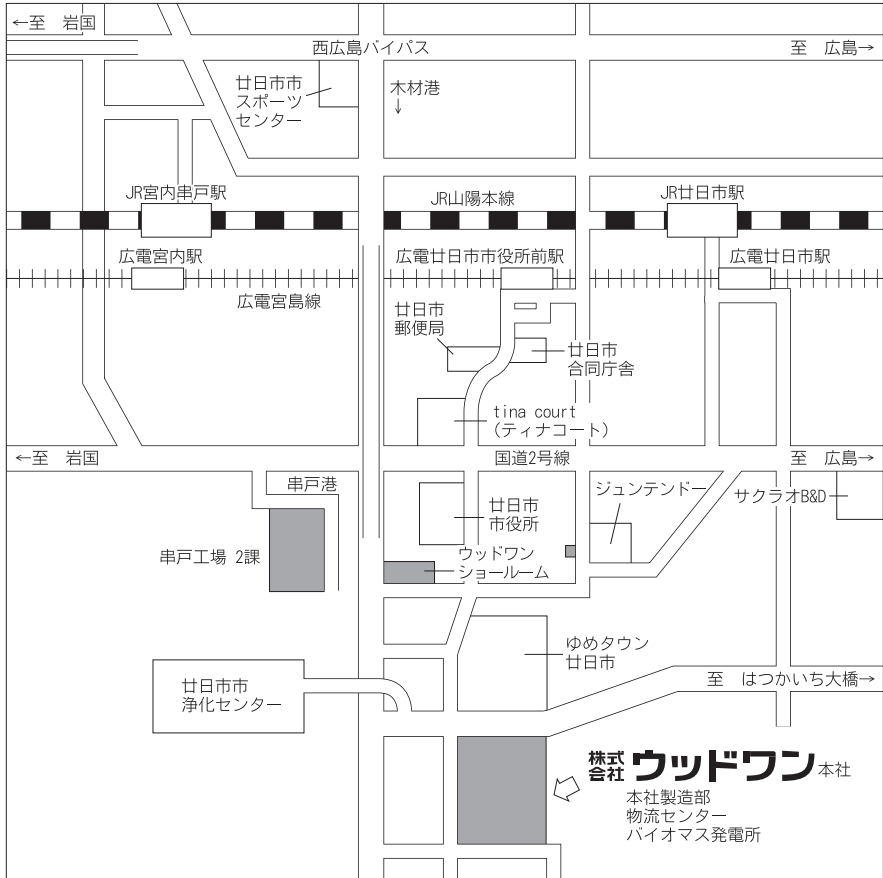 ←至 岩国
西広島バイパス
至 広島→
廿日市市
スポーツ
センター
木材港
↓
JR宮内串戸駅
JR山陽本線
JR廿日市駅
広電宮内駅
広電廿日市市役所前駅
広電廿日市駅
広電宮島線
廿日市
郵便局
廿日市
合同庁舎
tina court
(ティナコート)
←至 岩国
国道2号線
至 広島→
串戸港
廿日市
市役所
ジュンテンドー
サクラオB&D
串戸工場 2課
ウッドワン
ショールーム
ゆめタウン
廿日市
廿日市市
浄化センター
至 はつかいち大橋→
株式
会社
ウッドワン本社
本社製造部
物流センター
バイオマス発電所